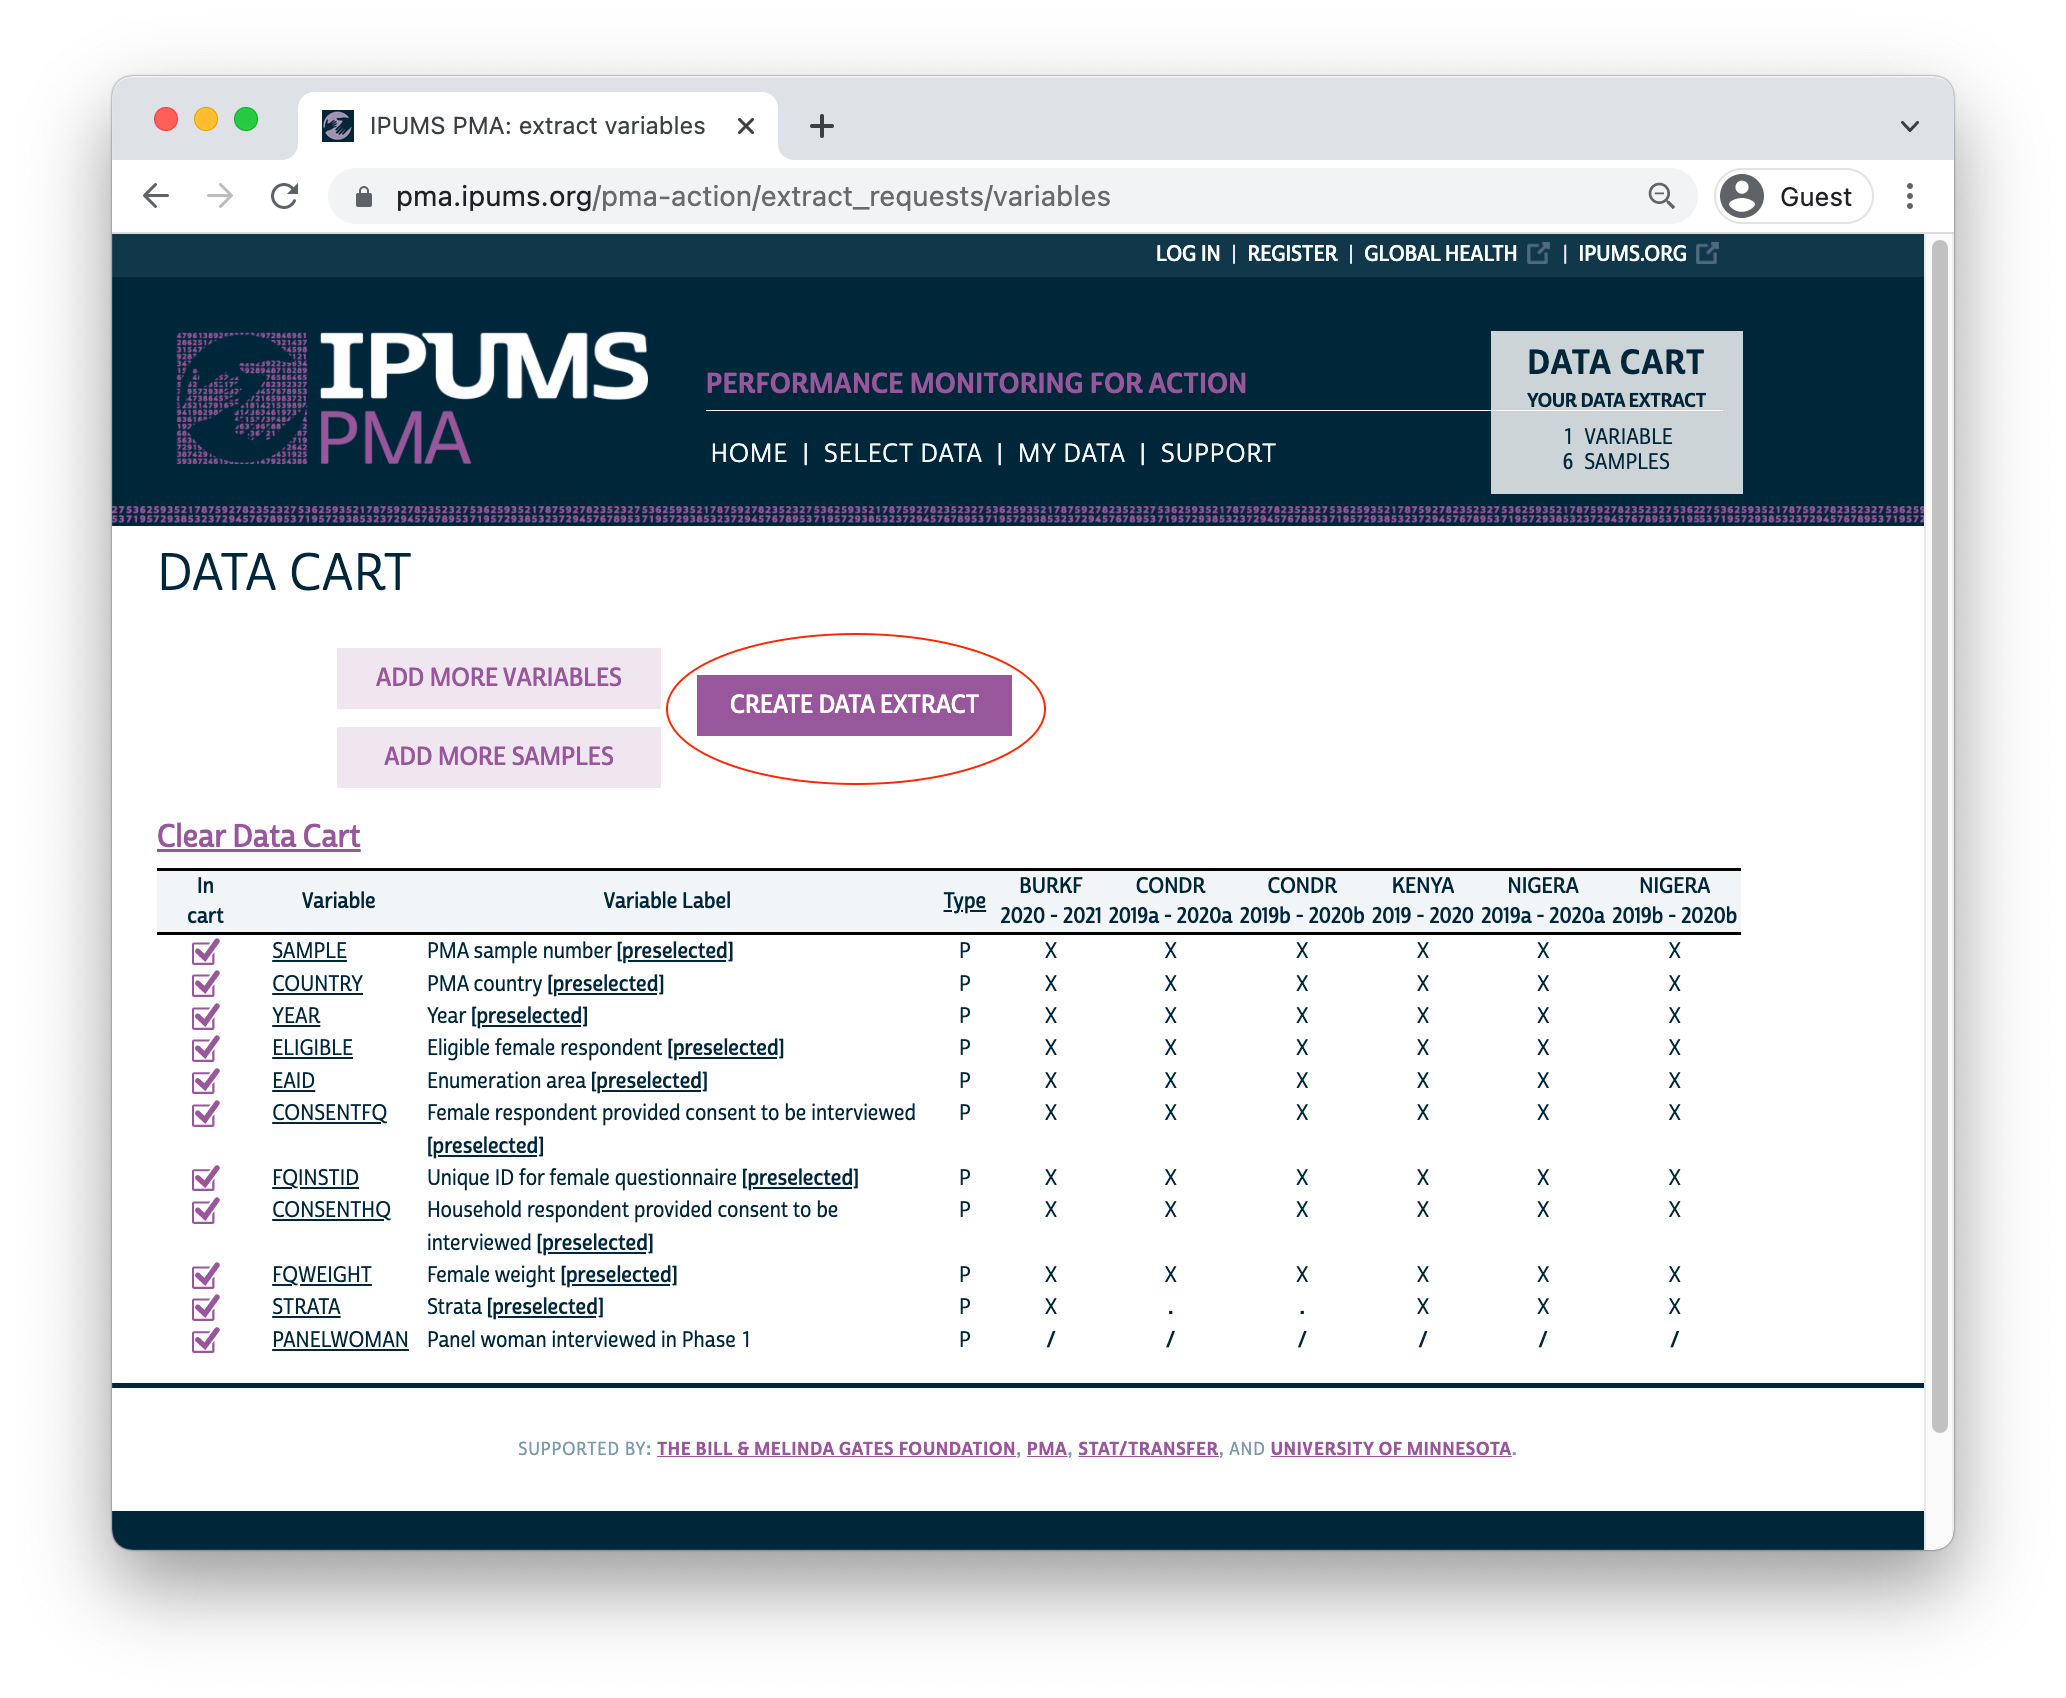 IPUMS PMA: extract variables
pma.ipums.org/pma-action/extract_requests/variables
Guest
LOG IN | REGISTER | GLOBAL HEALTH | IPUMS.ORG
IPUMS
PMA
PERFORMANCE MONITORING FOR ACTION
HOME | SELECT DATA | MY DATA | SUPPORT
DATA CART
YOUR DATA EXTRACT
1 VARIABLE
6 SAMPLES
DATA CART
ADD MORE VARIABLES
CREATE DATA EXTRACT
ADD MORE SAMPLES
Clear Data Cart
In cart Variable Variable Label Type BURKF 2020 - 2021 CONDR 2019a - 2020a CONDR 2019b - 2020b KENYA 2019 - 2020 NIGERA 2019a - 2020a NIGERA 2019b - 2020b
SAMPLE PMA sample number [preselected] P X X X X X X
COUNTRY PMA country [preselected] P X X X X X X
YEAR Year [preselected] P X X X X X X
ELIGIBLE Eligible female respondent [preselected] P X X X X X X
EAID Enumeration area [preselected] P X X X X X X
CONSENTFQ Female respondent provided consent to be interviewed P X X X X X X
[preselected]
FQINSTID Unique ID for female questionnaire [preselected] P X X X X X X
CONSENTHQ Household respondent provided consent to be P X X X X X X
interviewed [preselected]
FQWEIGHT Female weight [preselected] P X X X X X X
STRATA Strata [preselected] P X . . X X X
PANELWOMAN Panel woman interviewed in Phase 1 P / / / / / /
SUPPORTED BY: THE BILL & MELINDA GATES FOUNDATION, PMA, STAT/TRANSFER, AND UNIVERSITY OF MINNESOTA.